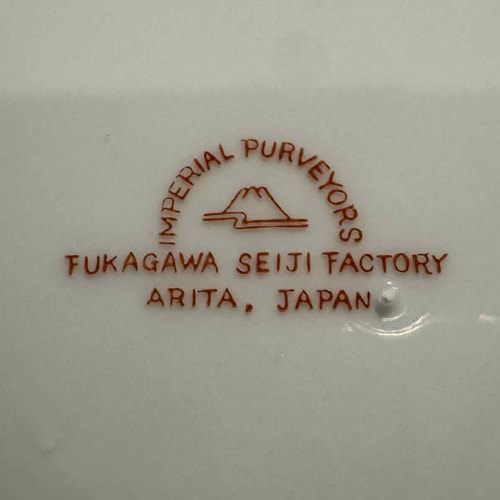 IMPERIAL PURVEYORS
FUKAGAWA SEIJI FACTORY
ARITA, JAPAN